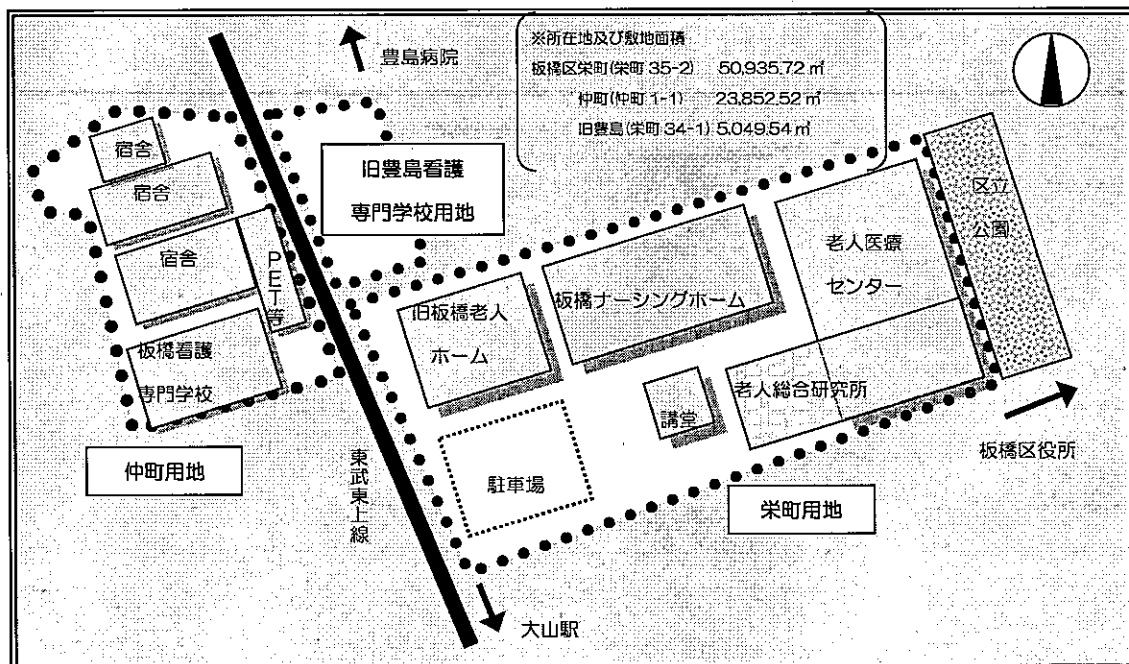 ※所在地及び敷地面積
板橋区栄町(栄町 35-2) 50,935.72 ㎡
仲町(仲町 1-1) 23,852.52 ㎡
旧豊島(栄町 34-1) 5,049.54 ㎡
豊島病院
宿舎
宿舎
宿舎
PET等
板橋看護
専門学校
仲町用地
旧豊島看護
専門学校用地
東武東上線
旧板橋老人
ホーム
板橋ナーシングホーム
老人医療
センター
区立
公園
老人総合研究所
講堂
駐車場
栄町用地
板橋区役所
大山駅